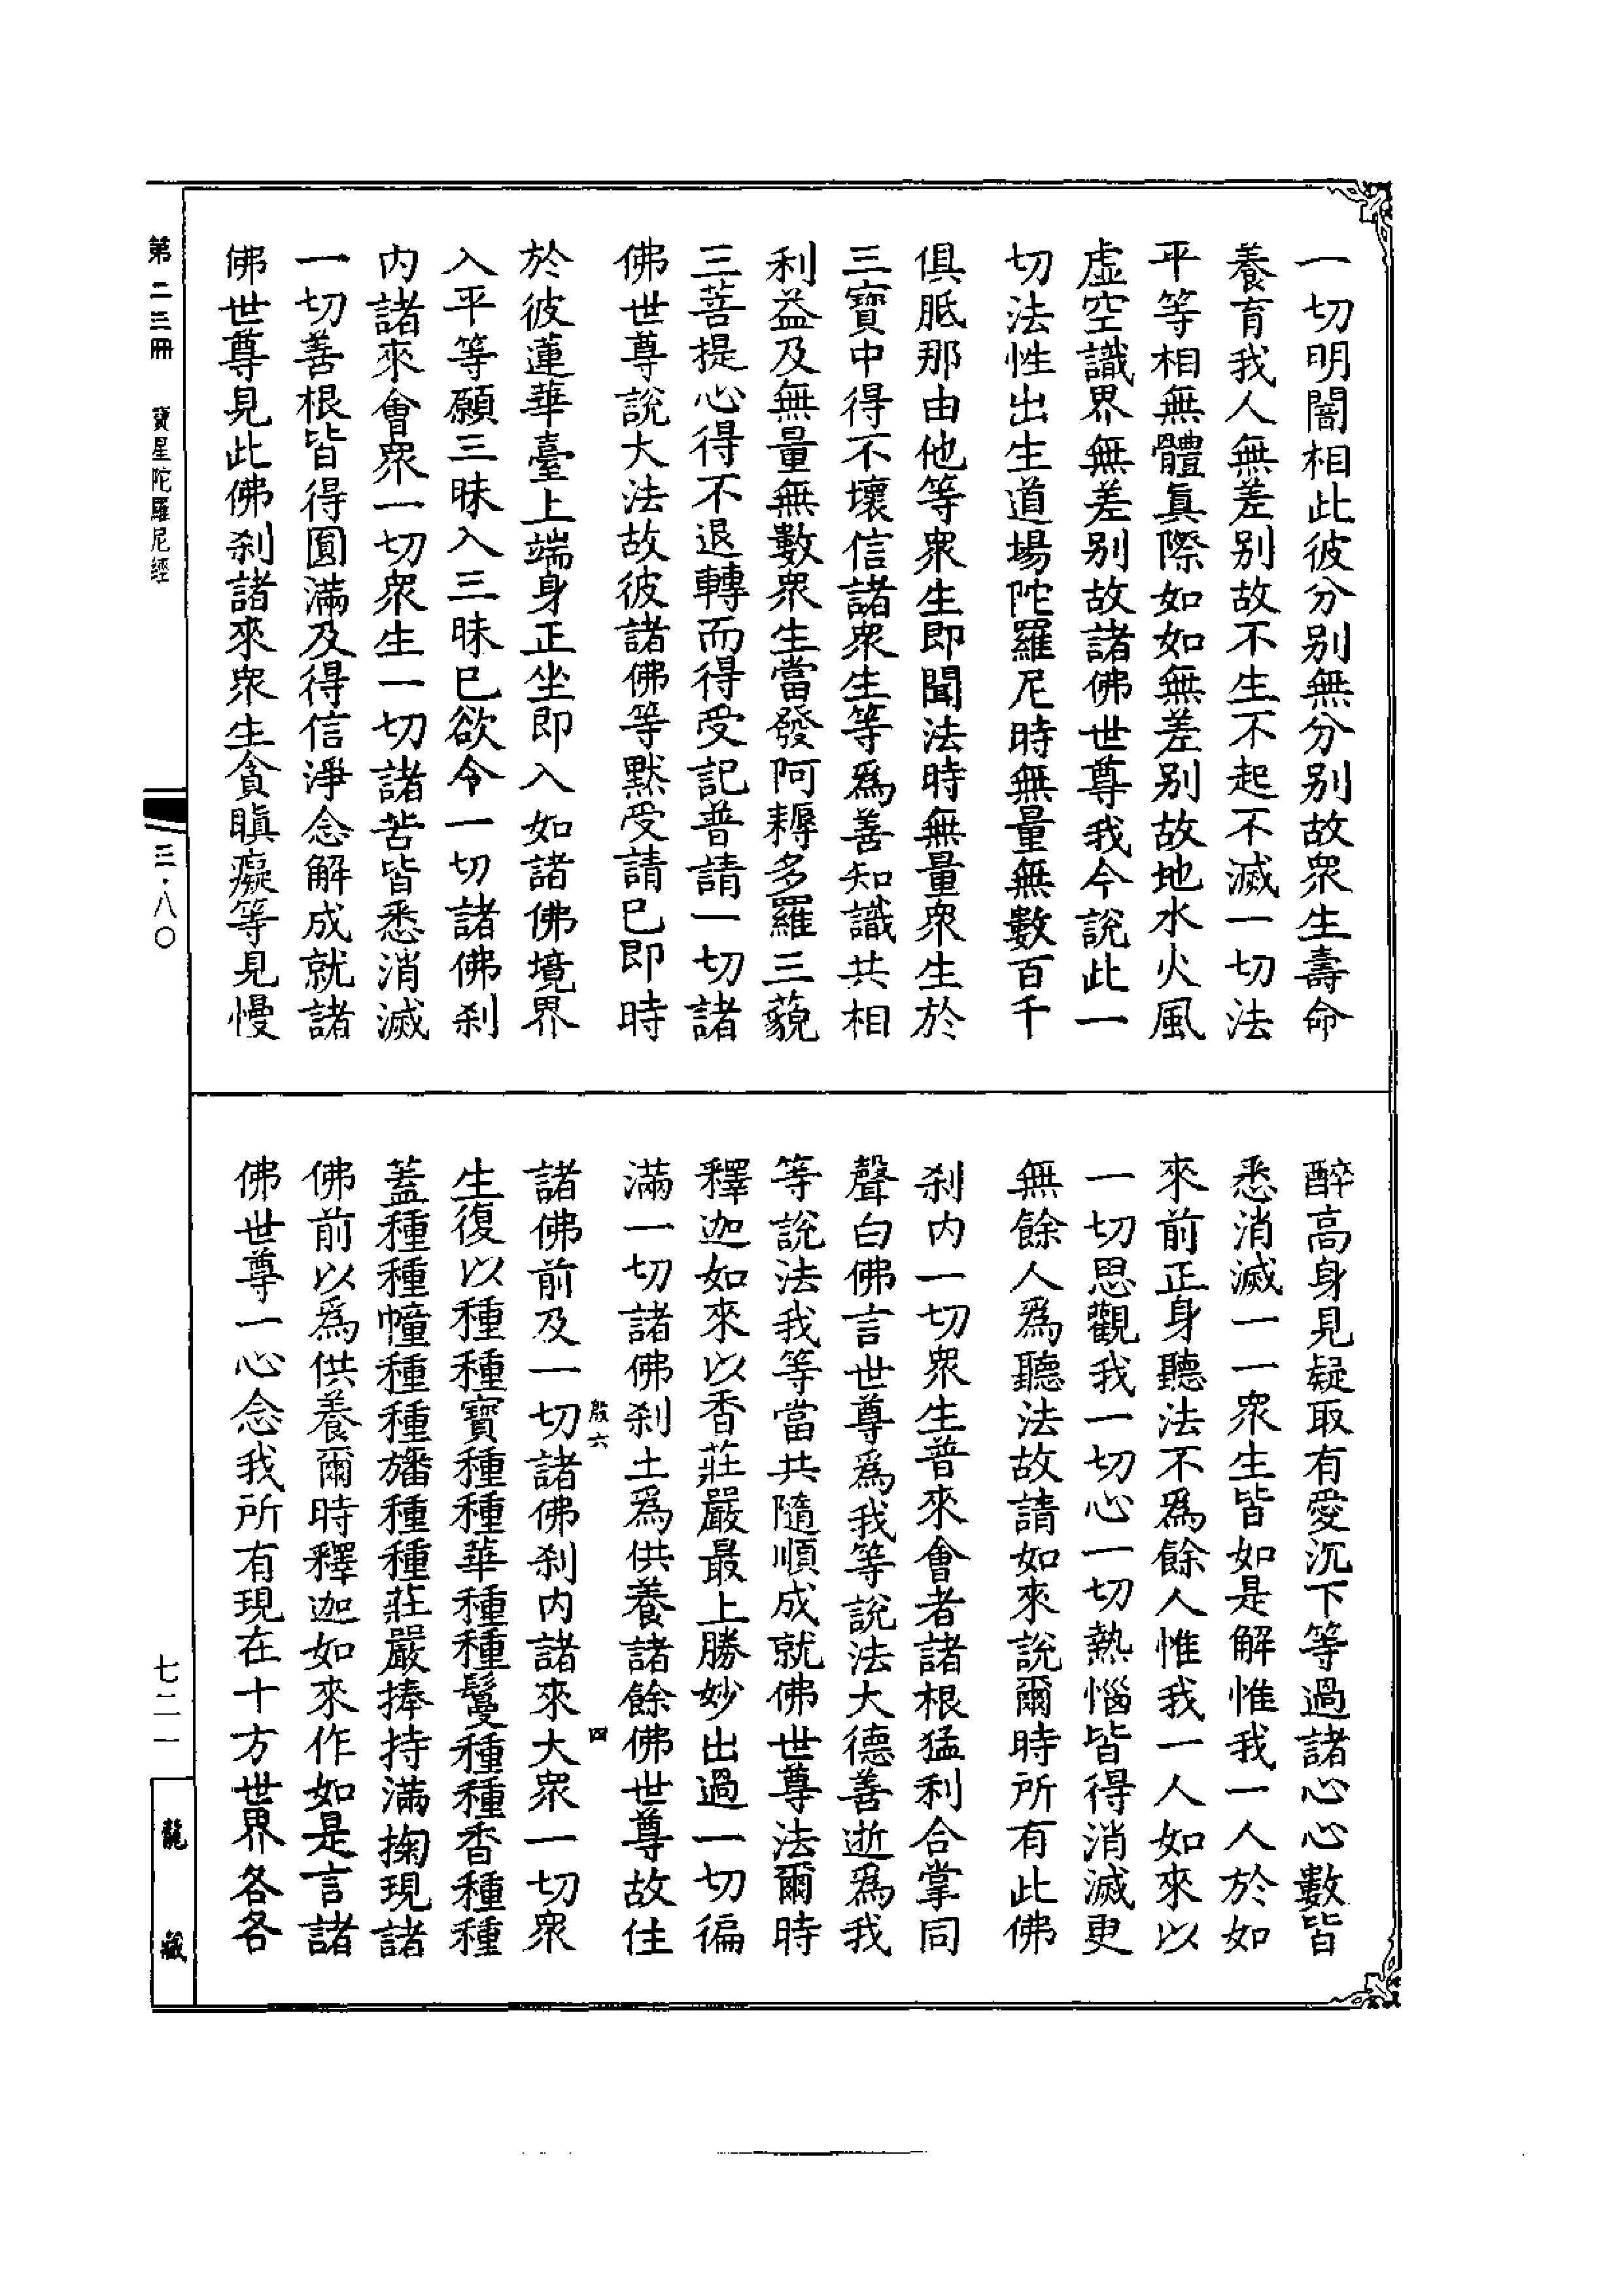 一切明闇相此彼分别無分别故衆生壽命
養育我人無差别故不生不起不滅一切法
平等相無體真際如如無差别故地水火風
虛空識界無差别故諸佛世尊我今說此一
切法性出生道場陀羅尼時無量無數百千
俱胝那由他等衆生即聞法時無量衆生於
三寶中得不壞信諸衆生等爲善知識共相
利益及無量無數衆生當發阿耨多羅三藐
三菩提心得不退轉而得受記普請一切諸
佛世尊說大法故彼諸佛等默受請已即時
於彼蓮華臺上端身正坐即入如諸佛境界
入平等願三昧入三昧已欲令一切諸佛刹
内諸來會衆一切衆生一切諸苦皆悉消滅
一切善根皆得圓滿及得信淨念解成就諸
佛世尊見此佛刹諸來衆生貪瞋癡等見慢
醉高身見疑取有愛沉下等過諸心心數皆
悉消滅一一衆生皆如是解惟我一人於如
來前正身聽法不爲餘人惟我一人如來以
一切思觀我一切心一切熱惱皆得消滅更
無餘人爲聽法故請如來說爾時所有此佛
刹内一切衆生普來會者諸根猛利合掌同
聲白佛言世尊爲我等說法大德善逝爲我
等說法我等當共隨順成就佛世尊法爾時
釋迦如來以香莊嚴最上勝妙出過一切徧
滿一切諸佛刹土爲供養諸餘佛世尊故住
殷六 四
諸佛前及一切諸佛刹内諸來大衆一切衆
生復以種種寶種種華種種鬘種種香種種
蓋種種幢種種旛種種莊嚴捧持滿掬現諸
佛前以爲供養爾時釋迦如來作如是言諸
佛世尊一心念我所有現在十方世界各各
第二三冊 寶星陀羅尼經
三·八〇
七二一
龍藏